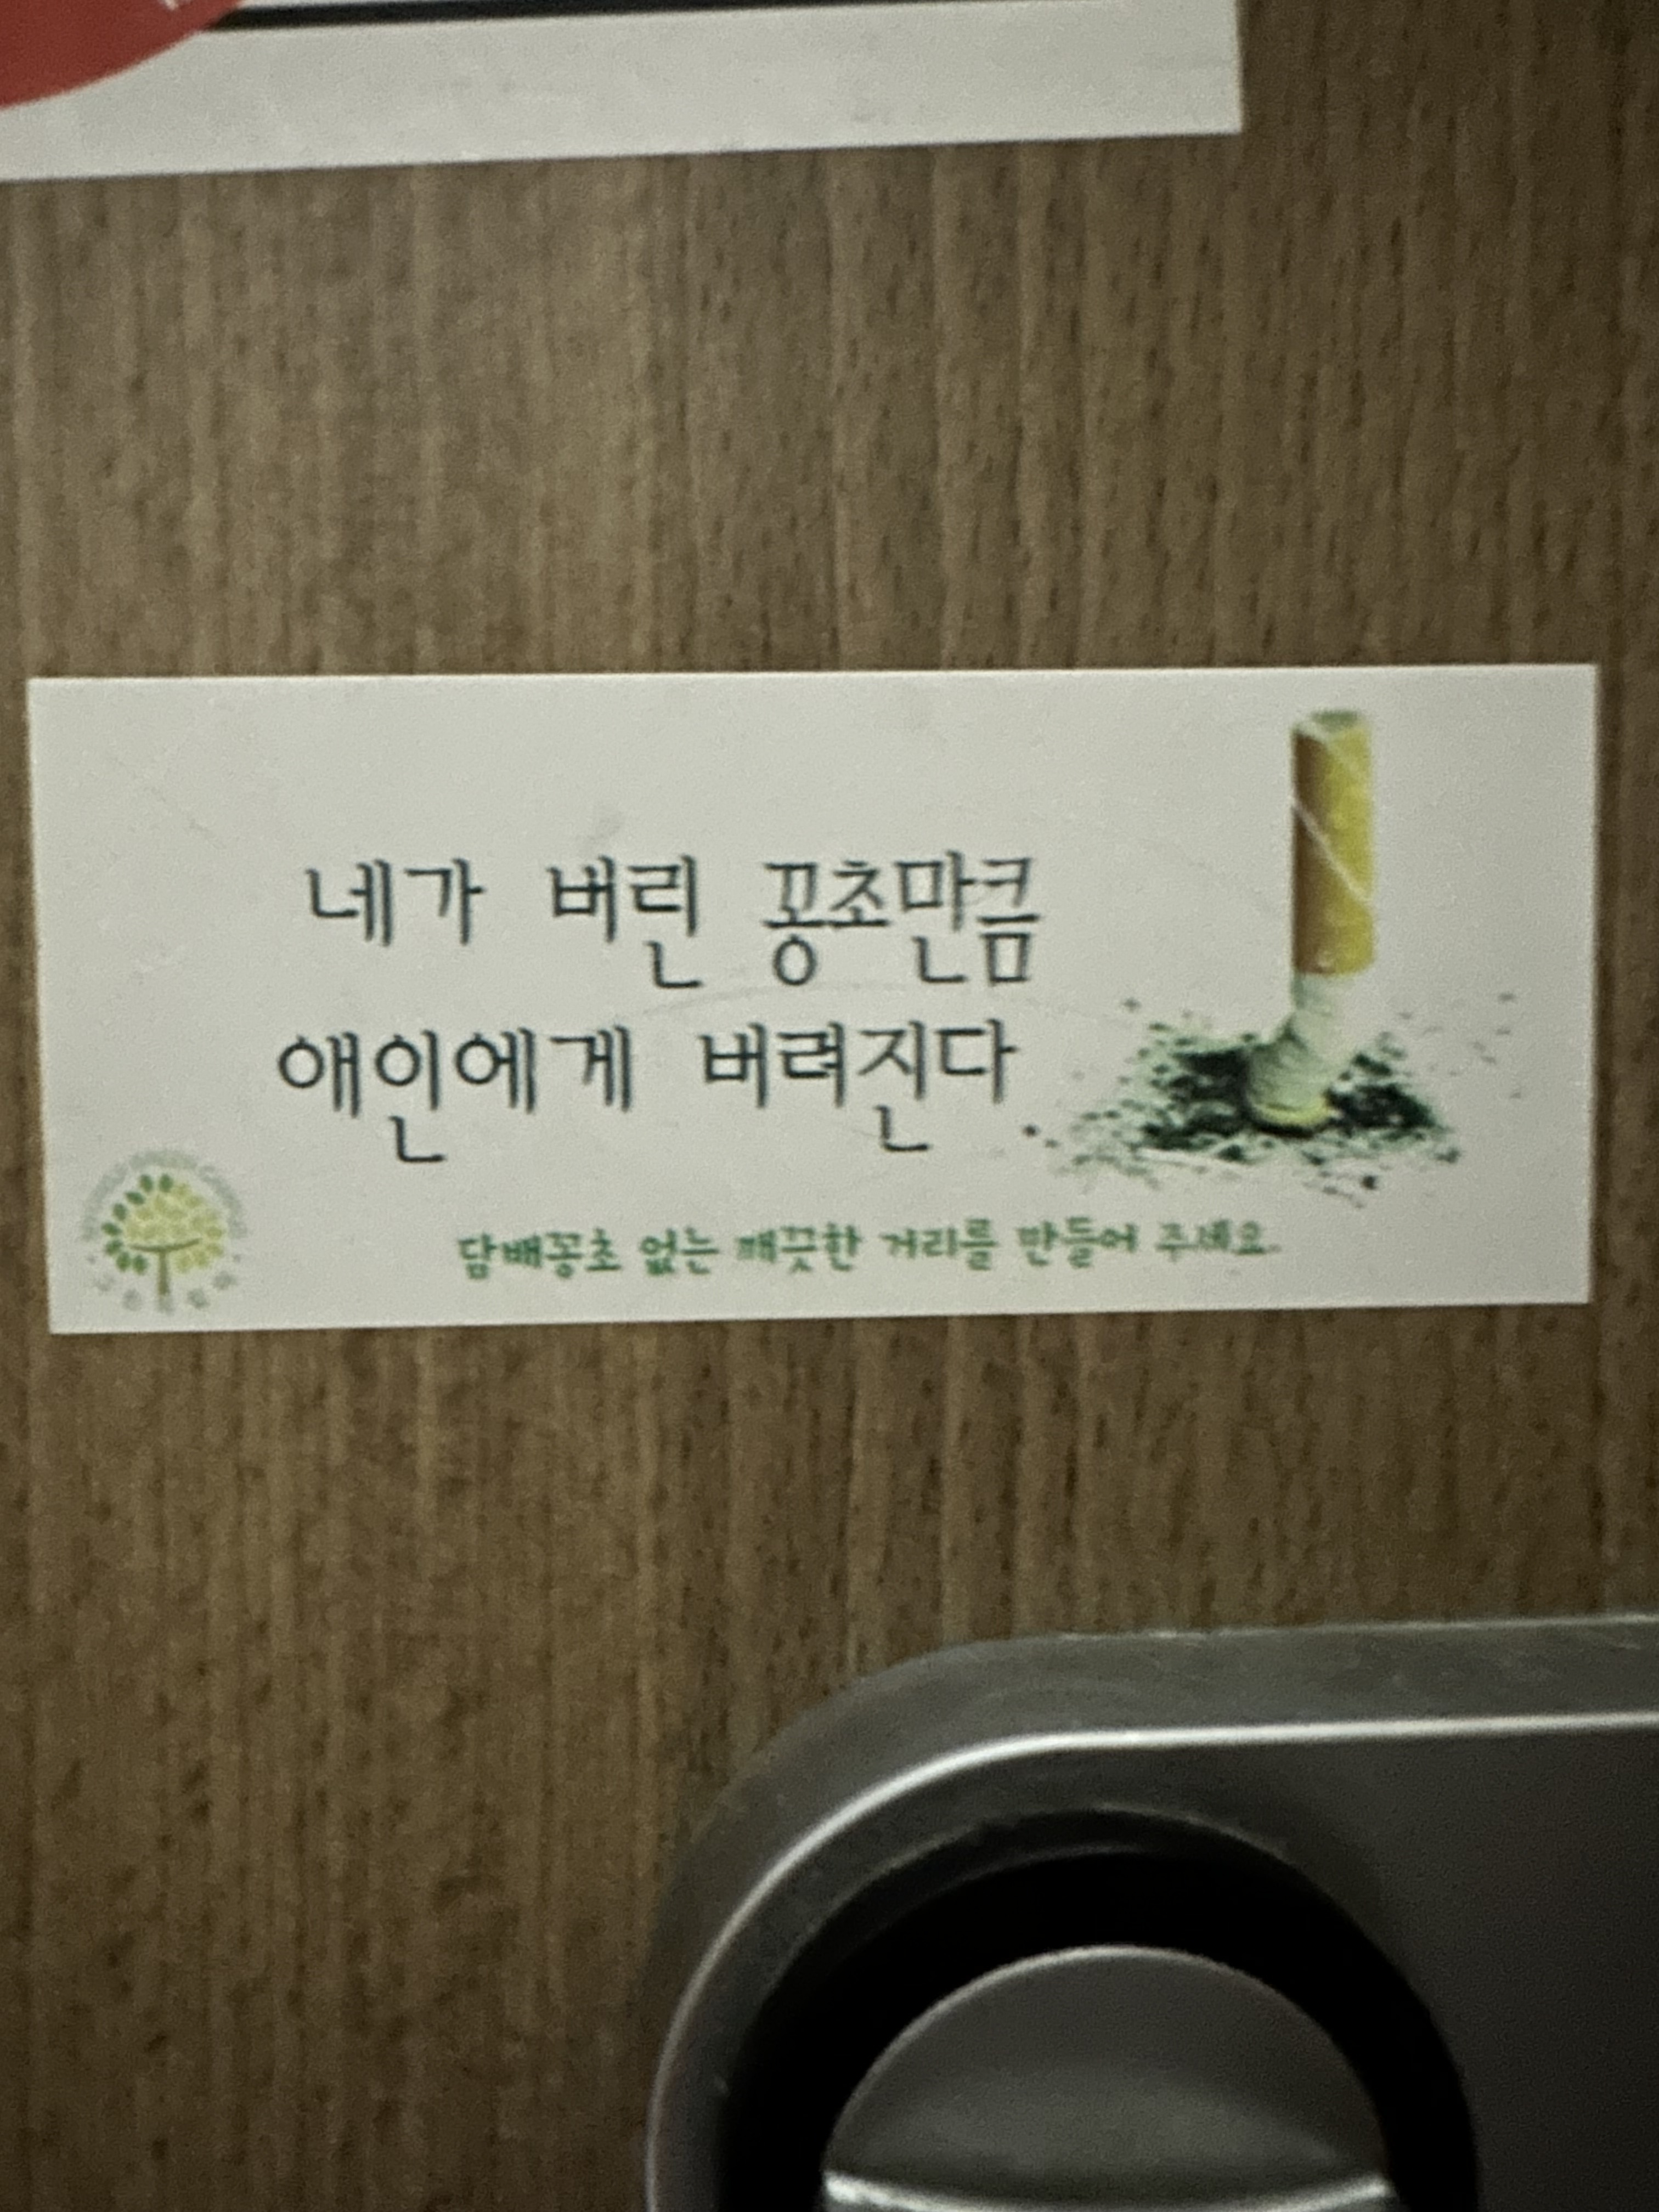 네가 버린 꽁초만큼
애인에게 버려진다
담배꽁초 없는 깨끗한 거리를 만들어 주세요.